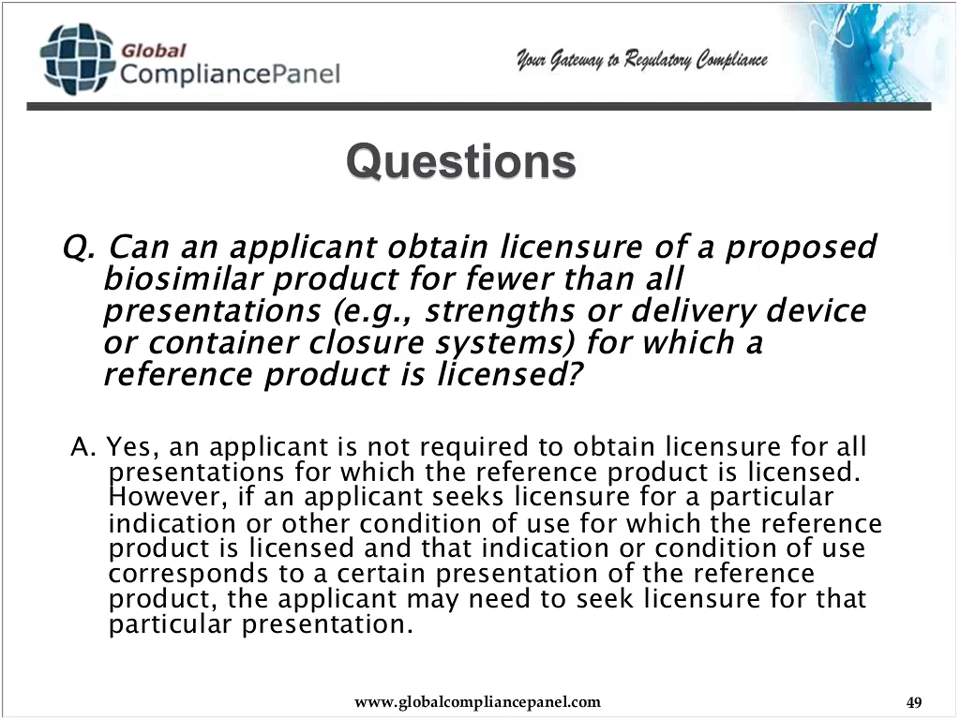 Global
CompliancePanel
Your Gateway to Regulatory Compliance
Questions
Q. Can an applicant obtain licensure of a proposed
biosimilar product for fewer than all
presentations (e.g., strengths or delivery device
or container closure systems) for which a
reference product is licensed?
A. Yes, an applicant is not required to obtain licensure for all
presentations for which the reference product is licensed.
However, if an applicant seeks licensure for a particular
indication or other condition of use for which the reference
product is licensed and that indication or condition of use
corresponds to a certain presentation of the reference
product, the applicant may need to seek licensure for that
particular presentation.
www.globalcompliancepanel.com
49